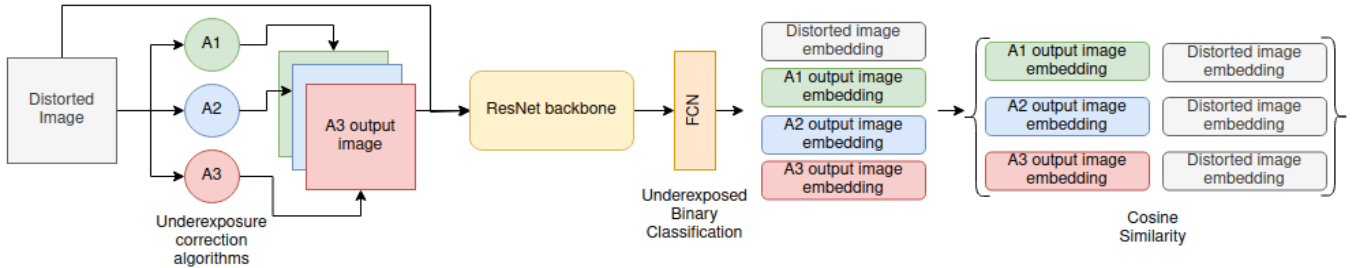 Distorted
Image
A1
A2
A3
Underexposure
correction
algorithms
A3 output
image
ResNet backbone
FCN
Underexposed
Binary
Classification
Distorted image
embedding
A1 output image
embedding
A2 output image
embedding
A3 output image
embedding
A1 output image
embedding
Distorted image
embedding
A2 output image
embedding
Distorted image
embedding
A3 output image
embedding
Distorted image
embedding
Cosine
Similarity